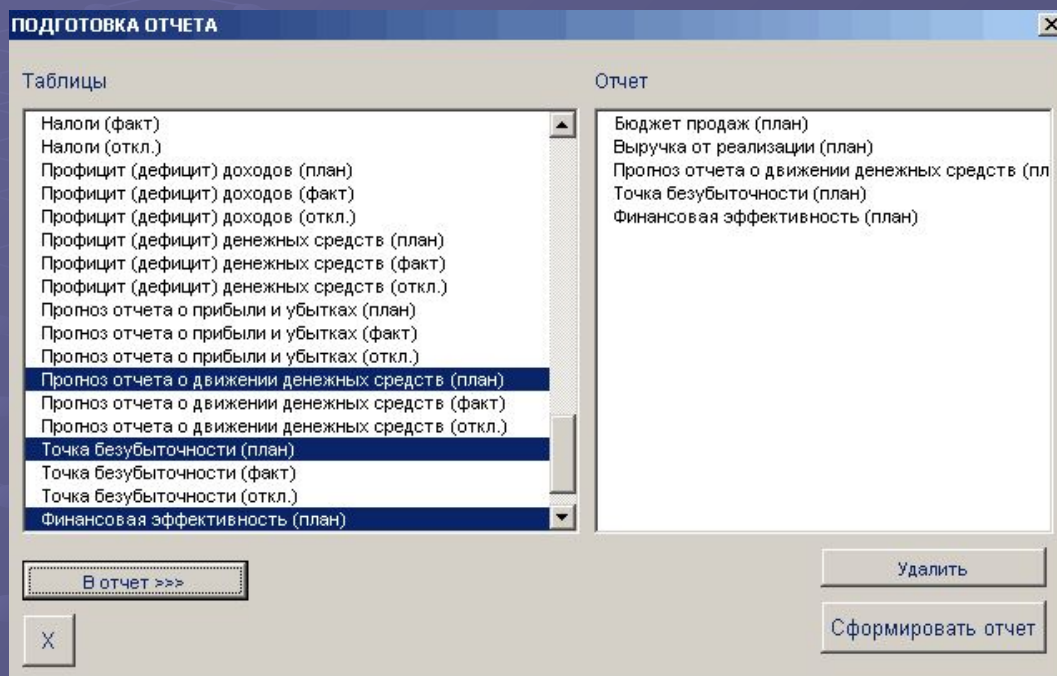 ПОДГОТОВКА ОТЧЕТА
Таблицы
Налоги (факт)
Налоги (откл.)
Профицит (дефицит) доходов (план)
Профицит (дефицит) доходов (факт)
Профицит (дефицит) доходов (откл.)
Профицит (дефицит) денежных средств (план)
Профицит (дефицит) денежных средств (факт)
Профицит (дефицит) денежных средств (откл.)
Прогноз отчета о прибыли и убытках (план)
Прогноз отчета о прибыли и убытках (факт)
Прогноз отчета о прибыли и убытках (откл.)
Прогноз отчета о движении денежных средств (план)
Прогноз отчета о движении денежных средств (факт)
Прогноз отчета о движении денежных средств (откл.)
Точка безубыточности (план)
Точка безубыточности (факт)
Точка безубыточности (откл.)
Финансовая эффективность (план)
В отчет >>>
X
Отчет
Бюджет продаж (план)
Выручка от реализации (план)
Прогноз отчета о движении денежных средств (пл
Точка безубыточности (план)
Финансовая эффективность (план)
Удалить
Сформировать отчет